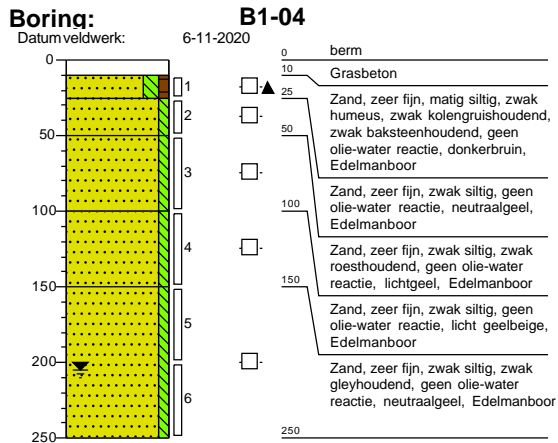 Boring: B1-04
Datum veldwerk: 6-11-2020
0
50
100
150
200
250
1
2
3
4
5
6
0 berm
10 Grasbeton
25 Zand, zeer fijn, matig siltig, zwak
humeus, zwak kolengruishoudend,
zwak baksteenhoudend, geen
olie-water reactie, donkerbruin,
Edelmanboor
50 Zand, zeer fijn, zwak siltig, geen
olie-water reactie, neutraalgeel,
Edelmanboor
100 Zand, zeer fijn, zwak siltig, zwak
roesthoudend, geen olie-water
reactie, lichtgeel, Edelmanboor
150 Zand, zeer fijn, zwak siltig, geen
olie-water reactie, licht geelbeige,
Edelmanboor
Zand, zeer fijn, zwak siltig, zwak
gleyhoudend, geen olie-water
reactie, neutraalgeel, Edelmanboor
250